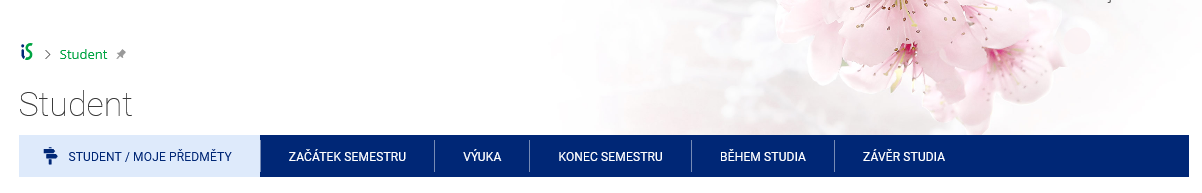 iS > Student
Student
STUDENT / MOJE PŘEDMĚTY ZAČÁTEK SEMESTRU VÝUKA KONEC SEMESTRU BĚHEM STUDIA ZÁVĚR STUDIA